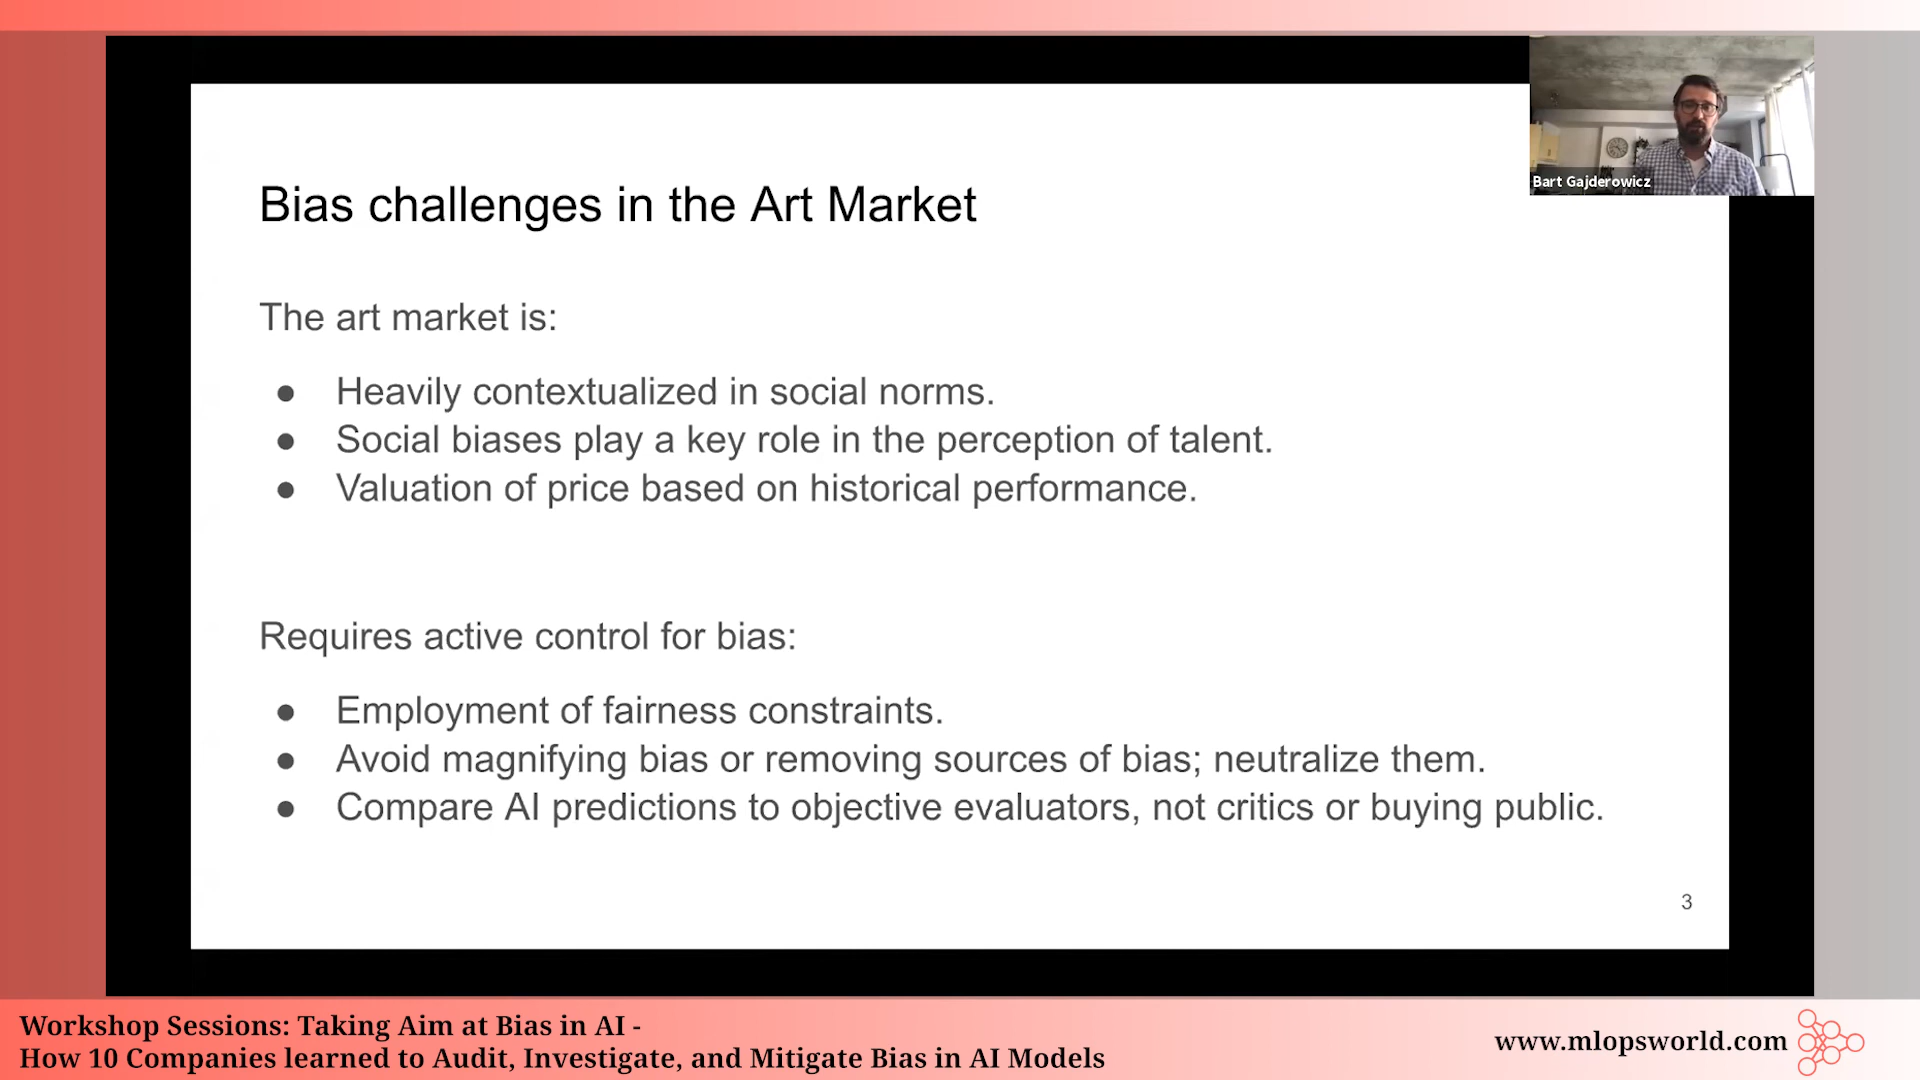 Bart Gajderowicz
Bias challenges in the Art Market
The art market is:
● Heavily contextualized in social norms.
● Social biases play a key role in the perception of talent.
● Valuation of price based on historical performance.
Requires active control for bias:
● Employment of fairness constraints.
● Avoid magnifying bias or removing sources of bias; neutralize them.
● Compare AI predictions to objective evaluators, not critics or buying public.
3
Workshop Sessions: Taking Aim at Bias in AI -
How 10 Companies learned to Audit, Investigate, and Mitigate Bias in AI Models
www.mlopsworld.com